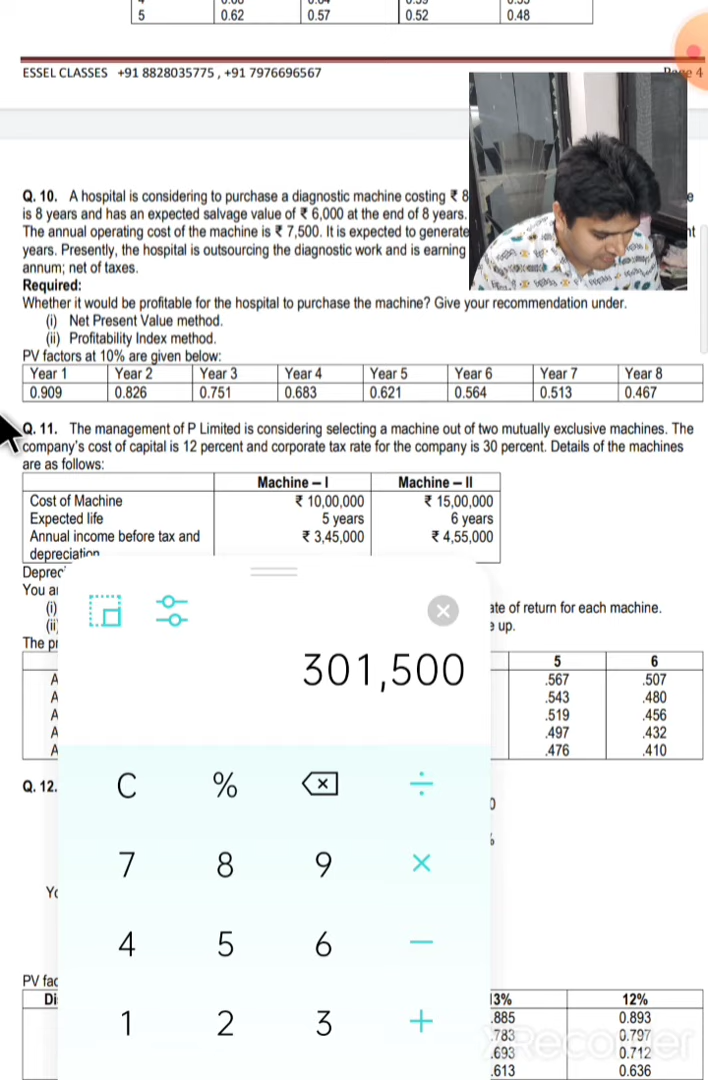 5 0.62 0.57 0.52 0.48
ESSEL CLASSES +91 8828035775 , +91 7976696567
Q. 10. A hospital is considering to purchase a diagnostic machine costing ₹ 8
is 8 years and has an expected salvage value of ₹ 6,000 at the end of 8 years.
The annual operating cost of the machine is ₹ 7,500. It is expected to generate
years. Presently, the hospital is outsourcing the diagnostic work and is earning
annum; net of taxes.
Required:
Whether it would be profitable for the hospital to purchase the machine? Give your recommendation under.
(i) Net Present Value method.
(ii) Profitability Index method.
PV factors at 10% are given below:
Year 1 Year 2 Year 3 Year 4 Year 5 Year 6 Year 7 Year 8
0.909 0.826 0.751 0.683 0.621 0.564 0.513 0.467
Q. 11. The management of P Limited is considering selecting a machine out of two mutually exclusive machines. The
company's cost of capital is 12 percent and corporate tax rate for the company is 30 percent. Details of the machines
are as follows:
Machine – I Machine – II
Cost of Machine ₹ 10,00,000 ₹ 15,00,000
Expected life 5 years 6 years
Annual income before tax and ₹ 3,45,000 ₹ 4,55,000
depreciation
You
(i) of return for each machine.
(ii) up.
The
5 6
.567 .507
.543 .480
.519 .456
.497 .432
.476 .410
301,500
C % ÷
7 8 9 ×
4 5 6 −
1 2 3 +
Q. 12.
PV
13% 12%
.885 0.893
.783 0.797
.693 0.712
.613 0.636
XRecorder